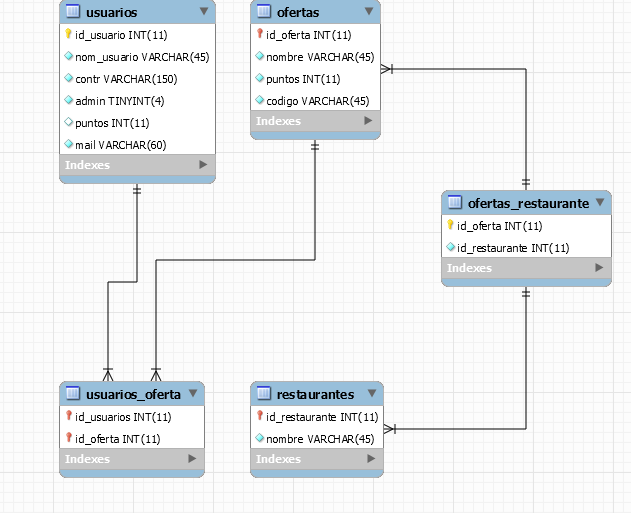 usuarios
id_usuario INT(11)
nom_usuario VARCHAR(45)
contr VARCHAR(150)
admin TINYINT(4)
puntos INT(11)
mail VARCHAR(60)
Indexes
ofertas
id_oferta INT(11)
nombre VARCHAR(45)
puntos INT(11)
codigo VARCHAR(45)
Indexes
ofertas_restaurante
id_oferta INT(11)
id_restaurante INT(11)
Indexes
usuarios_oferta
id_usuarios INT(11)
id_oferta INT(11)
Indexes
restaurantes
id_restaurante INT(11)
nombre VARCHAR(45)
Indexes